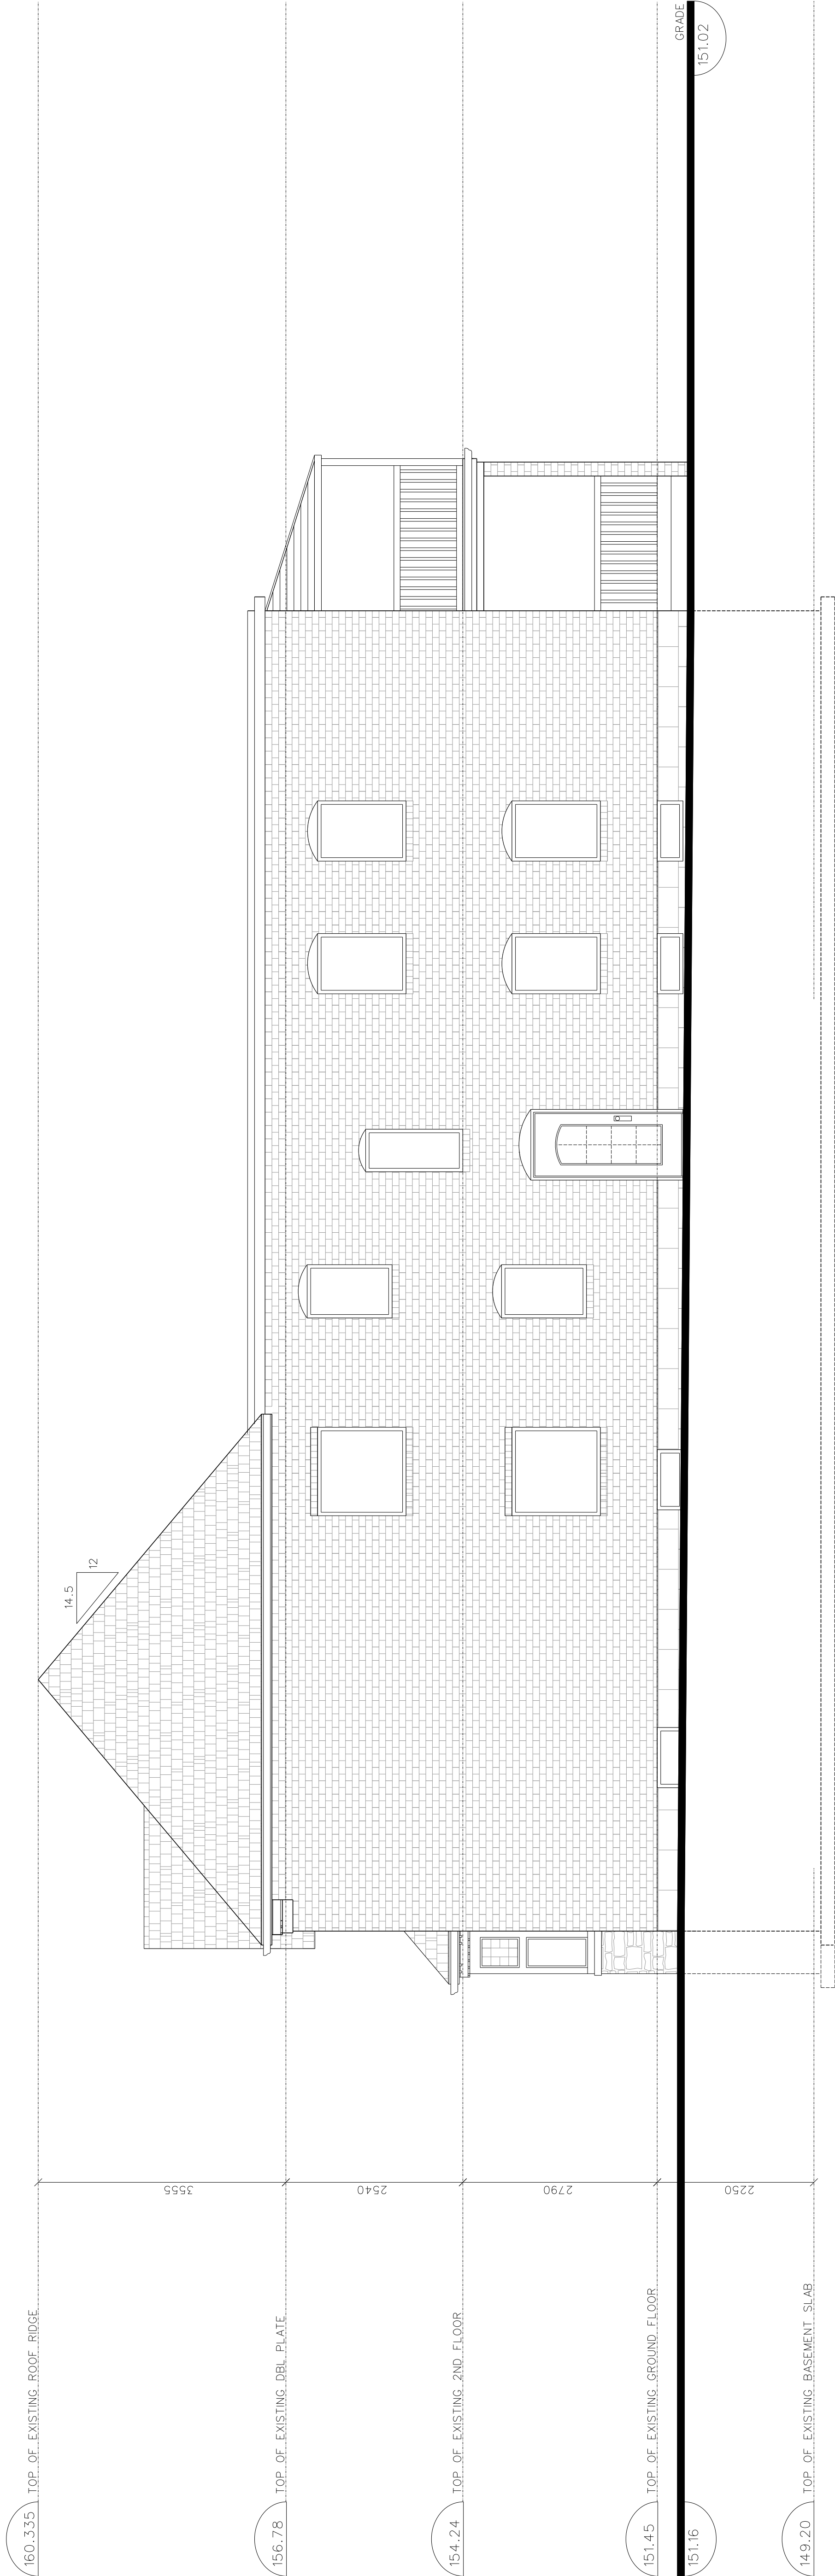 160.335 TOP OF EXISTING ROOF RIDGE
156.78 TOP OF EXISTING DBL PLATE
154.24 TOP OF EXISTING 2ND FLOOR
151.45 TOP OF EXISTING GROUND FLOOR
151.16
149.20 TOP OF EXISTING BASEMENT SLAB
3555
2540
2790
2250
14.5
12
GRADE
151.02